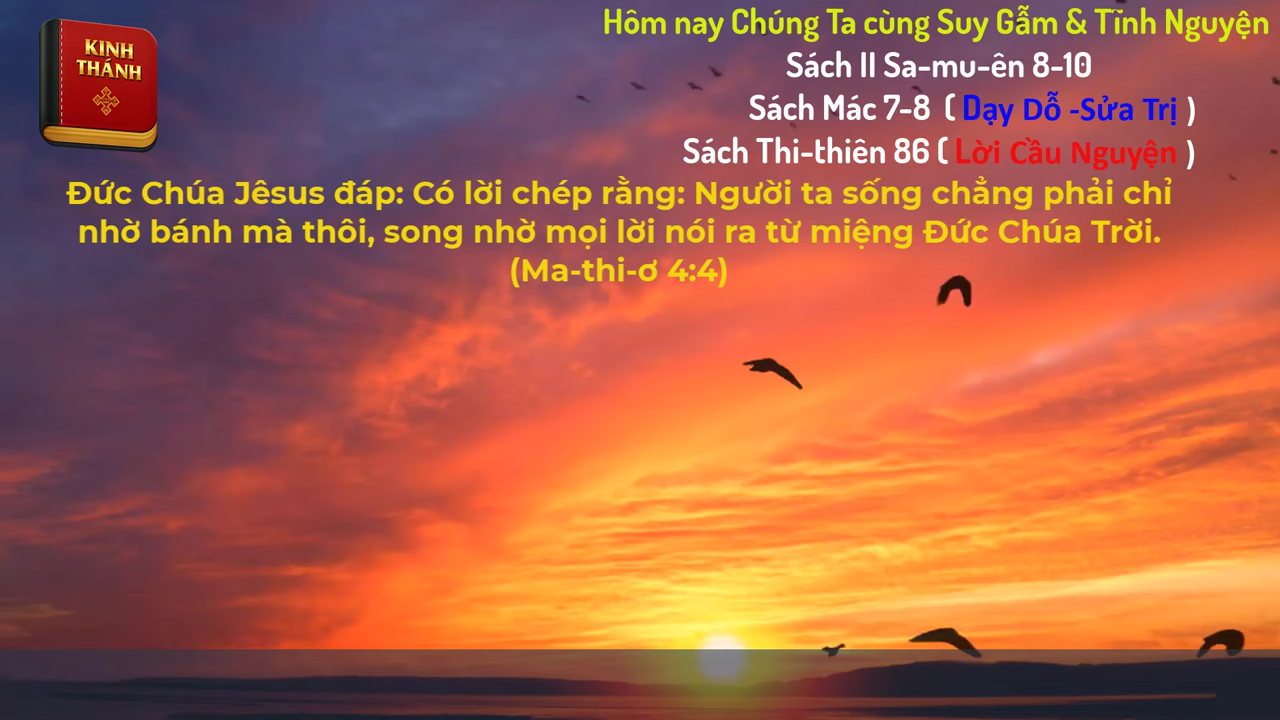 KINH
THÁNH
Hôm nay Chúng Ta cùng Suy Gẫm & Tĩnh Nguyện
Sách II Sa-mu-ên 8-10
Sách Mác 7-8 ( Dạy Dỗ -Sửa Trị )
Sách Thi-thiên 86 ( Lời Cầu Nguyện )
Đức Chúa Jêsus đáp: Có lời chép rằng: Người ta sống chẳng phải chỉ
nhờ bánh mà thôi, song nhờ mọi lời nói ra từ miệng Đức Chúa Trời.
(Ma-thi-ơ 4:4)